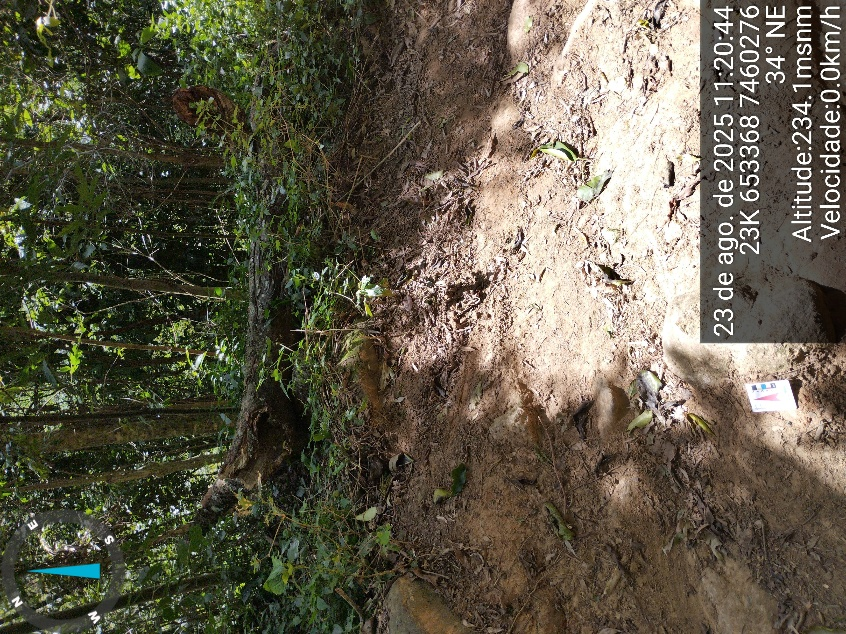 23 de ago. de 2025 11:20:44
23K 653368 7460276
34° NE
Altitude:234.1msnm
Velocidade:0.0km/h
N
E
S
W